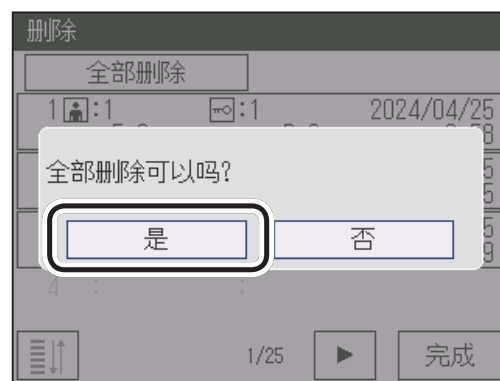 删除
全部删除
1 :1 :1 2024/04/25
全部删除可以吗?
是 否
4 : :
1/25 ▶ 完成